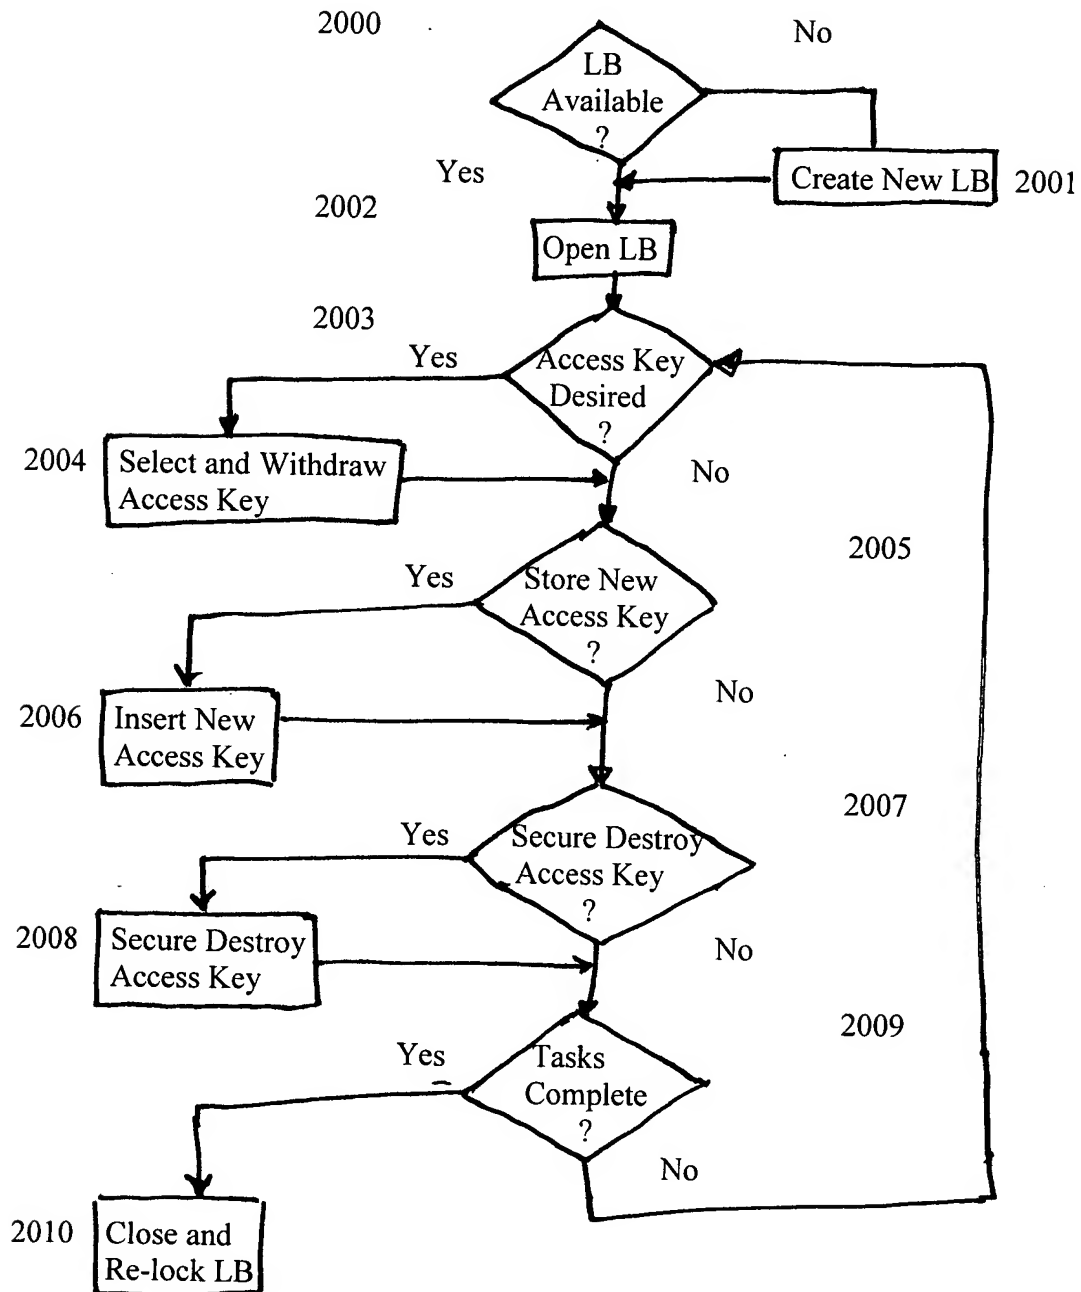 2000
No
LB
Available
?
Yes
Create New LB
2001
2002
Open LB
2003
Yes
Access Key
Desired
?
2004
Select and Withdraw
Access Key
No
2005
Yes
Store New
Access Key
?
No
2006
Insert New
Access Key
2007
Yes
Secure Destroy
Access Key
?
No
2008
Secure Destroy
Access Key
2009
Yes
Tasks
Complete
?
No
2010
Close and
Re-lock LB